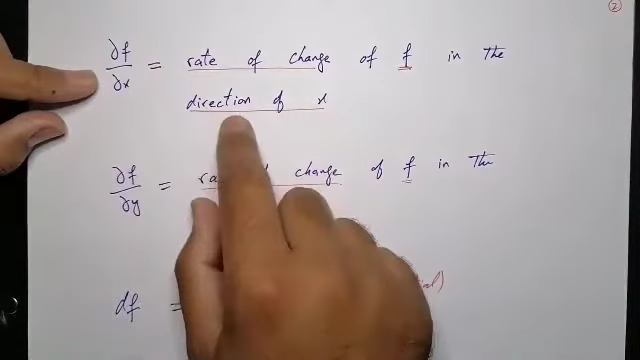 2
∂f/∂x = rate of change of f in the
direction of x
∂f/∂y = change of f in the
df =